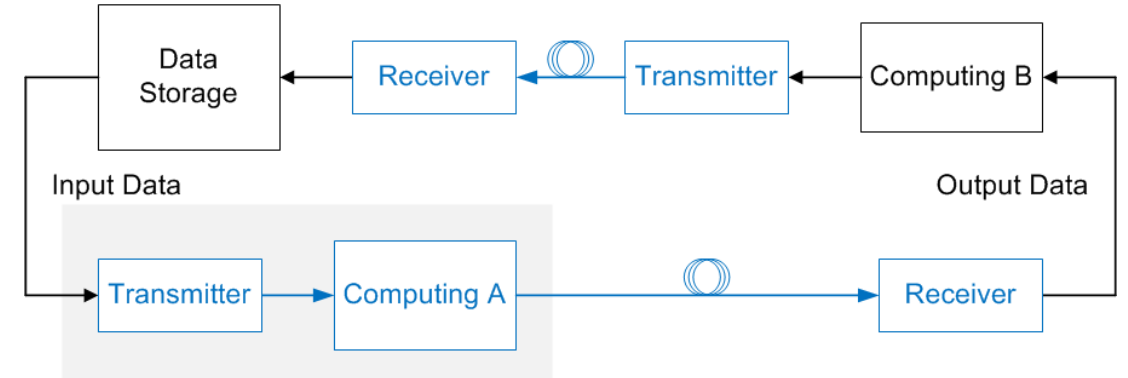 Data
Storage
Receiver
Transmitter
Computing B
Input Data
Output Data
Transmitter
Computing A
Receiver